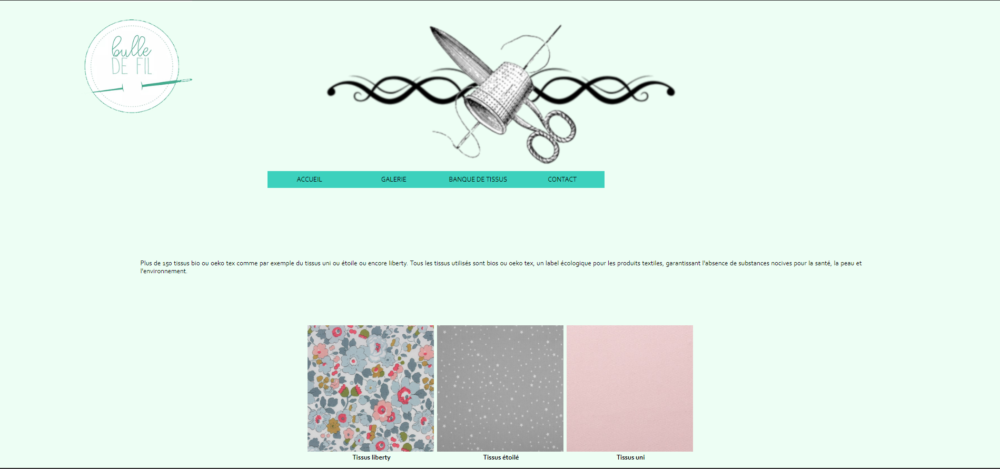 bulle
DE FIL
ACCUEIL
GALERIE
BANQUE DE TISSUS
CONTACT
Plus de 150 tissus bio ou oeko tex comme par exemple du tissus uni ou étoile ou encore liberty. Tous les tissus utilisés sont bios ou oeko tex, un label écologique pour les produits textiles, garantissant l'absence de substances nocives pour la santé, la peau et
l'environnement.
Tissus liberty
Tissus étoilé
Tissus uni